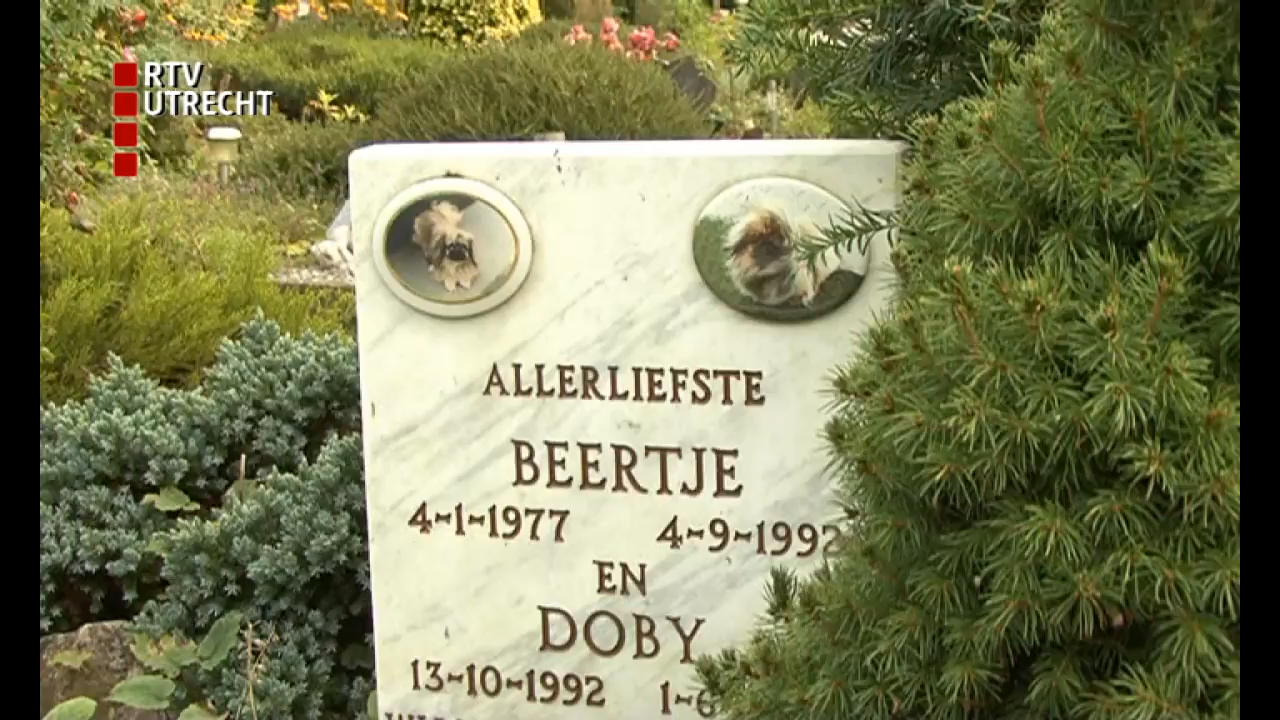 RTV
UTRECHT
ALLERLIEFSTE
BEERTJE
4-1-1977 4-9-1992
EN
DOBY
13-10-1992